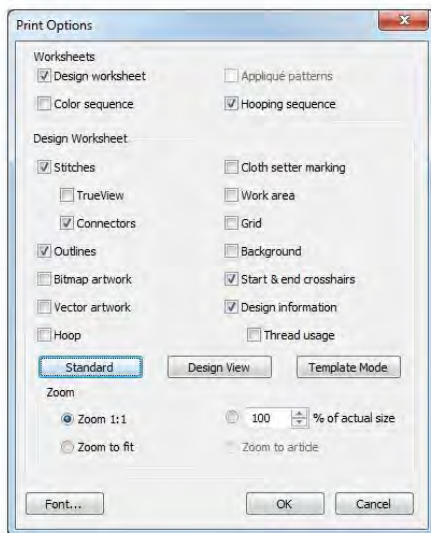 Print Options
Worksheets
Design worksheet
Appliqué patterns
Color sequence
Hooping sequence
Design Worksheet
Stitches
Cloth setter marking
TrueView
Work area
Connectors
Grid
Outlines
Background
Bitmap artwork
Start & end crosshairs
Vector artwork
Design information
Hoop
Thread usage
Standard
Design View
Template Mode
Zoom
Zoom 1:1
100 % of actual size
Zoom to fit
Zoom to article
Font...
OK
Cancel